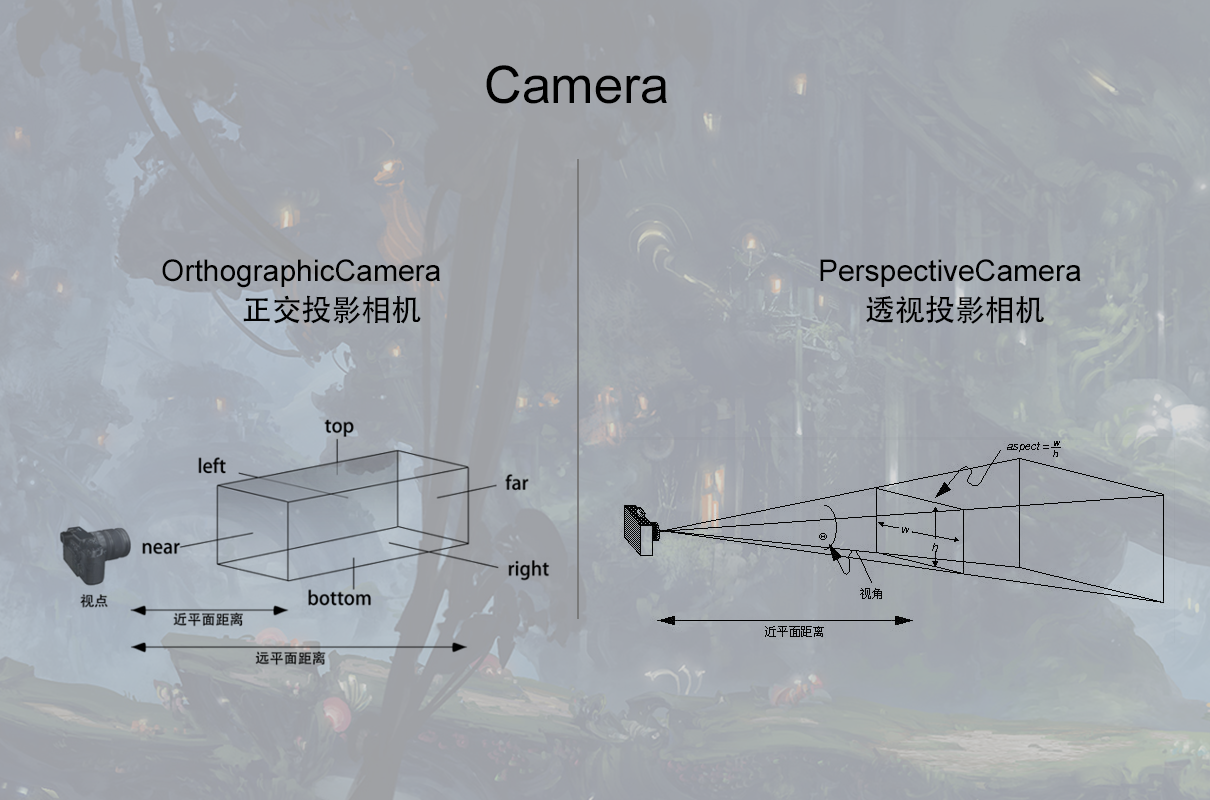 Camera
OrthographicCamera
正交投影相机
top
left
far
near
right
bottom
视点
近平面距离
远平面距离
PerspectiveCamera
透视投影相机
aspect = w/h
w
h
Θ
视角
近平面距离